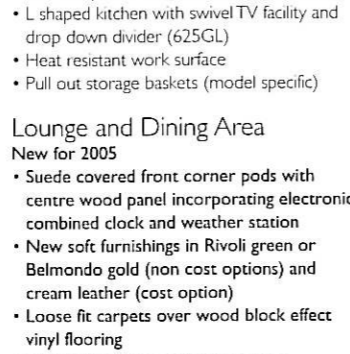 • L shaped kitchen with swivel TV facility and
drop down divider (625GL)
• Heat resistant work surface
• Pull out storage baskets (model specific)
Lounge and Dining Area
New for 2005
• Suede covered front corner pods with
centre wood panel incorporating electronic
combined clock and weather station
• New soft furnishings in Rivoli green or
Belmondo gold (non cost options) and
cream leather (cost option)
• Loose fit carpets over wood block effect
vinyl flooring